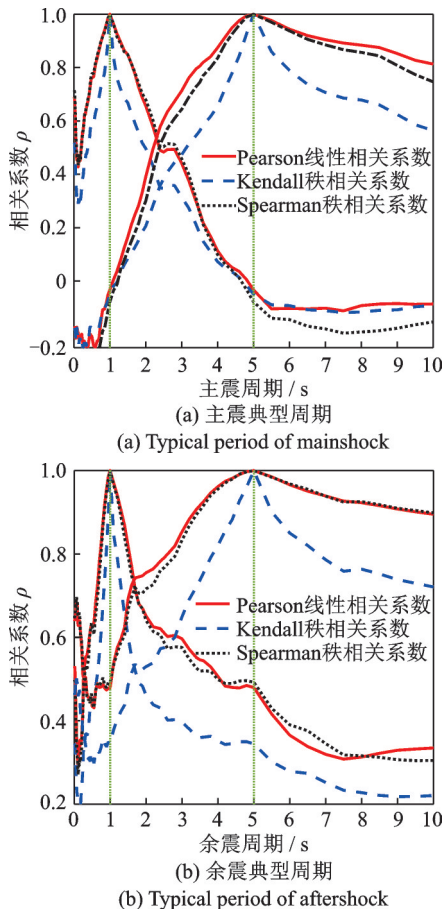 1.0
0.8
0.6
0.4
0.2
0
−0.2
相关系数 ρ
Pearson线性相关系数
Kendall秩相关系数
Spearman秩相关系数
0 1 2 3 4 5 6 7 8 9 10
主震周期 / s
(a) 主震典型周期
(a) Typical period of mainshock
1.0
0.8
0.6
0.4
0.2
相关系数 ρ
Pearson线性相关系数
Kendall秩相关系数
Spearman秩相关系数
0 1 2 3 4 5 6 7 8 9 10
余震周期 / s
(b) 余震典型周期
(b) Typical period of aftershock